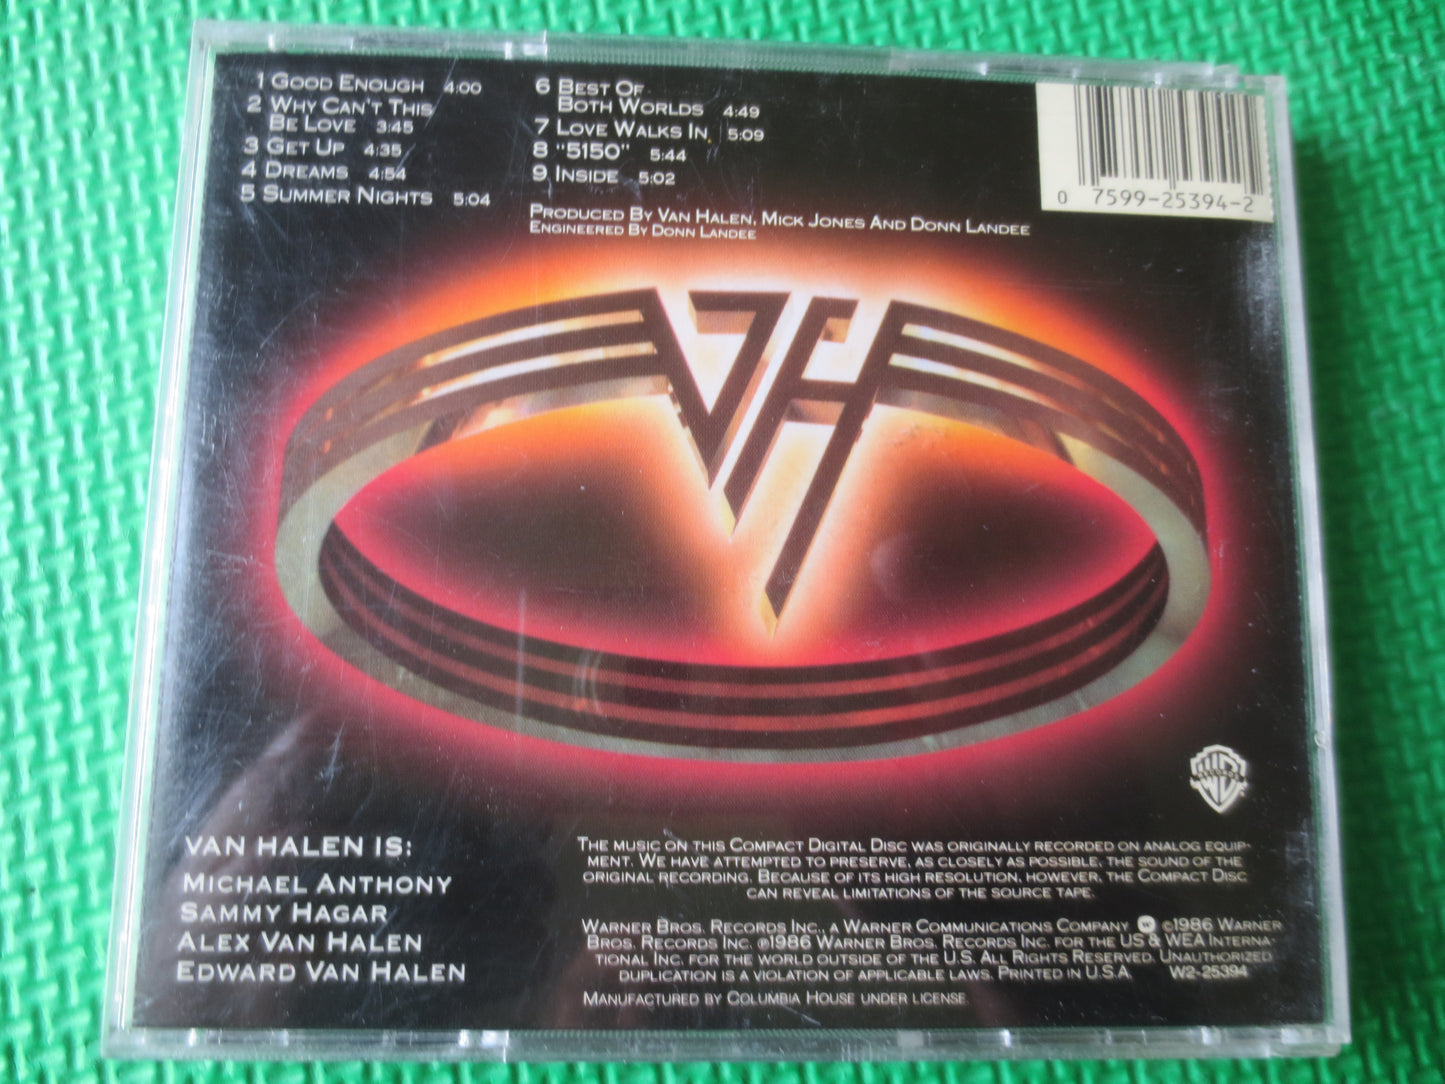 1 GOOD ENOUGH 4:00
2 WHY CAN'T THIS
BE LOVE 3:45
3 GET UP 4:35
4 DREAMS 4:54
5 SUMMER NIGHTS 5:04
6 BEST OF
BOTH WORLDS 4:49
7 LOVE WALKS IN 5:09
8 "5150" 5:44
9 INSIDE 5:02
PRODUCED BY VAN HALEN, MICK JONES AND DONN LANDEE
ENGINEERED BY DONN LANDEE
0 7599-25394-2
VH
W RECORDS B
VAN HALEN IS:
MICHAEL ANTHONY
SAMMY HAGAR
ALEX VAN HALEN
EDWARD VAN HALEN
THE MUSIC ON THIS COMPACT DIGITAL DISC WAS ORIGINALLY RECORDED ON ANALOG EQUIP-
MENT. WE HAVE ATTEMPTED TO PRESERVE, AS CLOSELY AS POSSIBLE, THE SOUND OF THE
ORIGINAL RECORDING. BECAUSE OF ITS HIGH RESOLUTION, HOWEVER, THE COMPACT DISC
CAN REVEAL LIMITATIONS OF THE SOURCE TAPE.
WARNER BROS. RECORDS INC., A WARNER COMMUNICATIONS COMPANY ©1986 WARNER
BROS. RECORDS INC. ℗1986 WARNER BROS. RECORDS INC. FOR THE US & WEA INTERNA-
TIONAL INC. FOR THE WORLD OUTSIDE OF THE U.S. ALL RIGHTS RESERVED. UNAUTHORIZED
DUPLICATION IS A VIOLATION OF APPLICABLE LAWS. PRINTED IN U.S.A. W2-25394
MANUFACTURED BY COLUMBIA HOUSE UNDER LICENSE